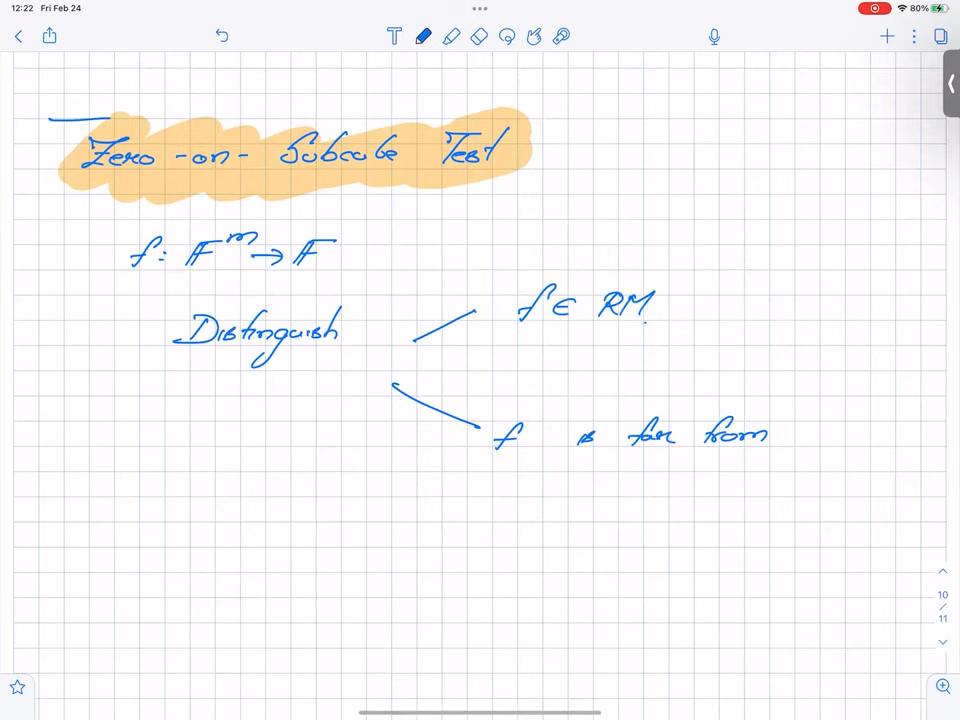 12:22 Fri Feb 24
80%
Zero-on-Subcube Test
f: 𝔽^m → 𝔽
Distinguish
f ∈ RM
f is far from
10
/
11